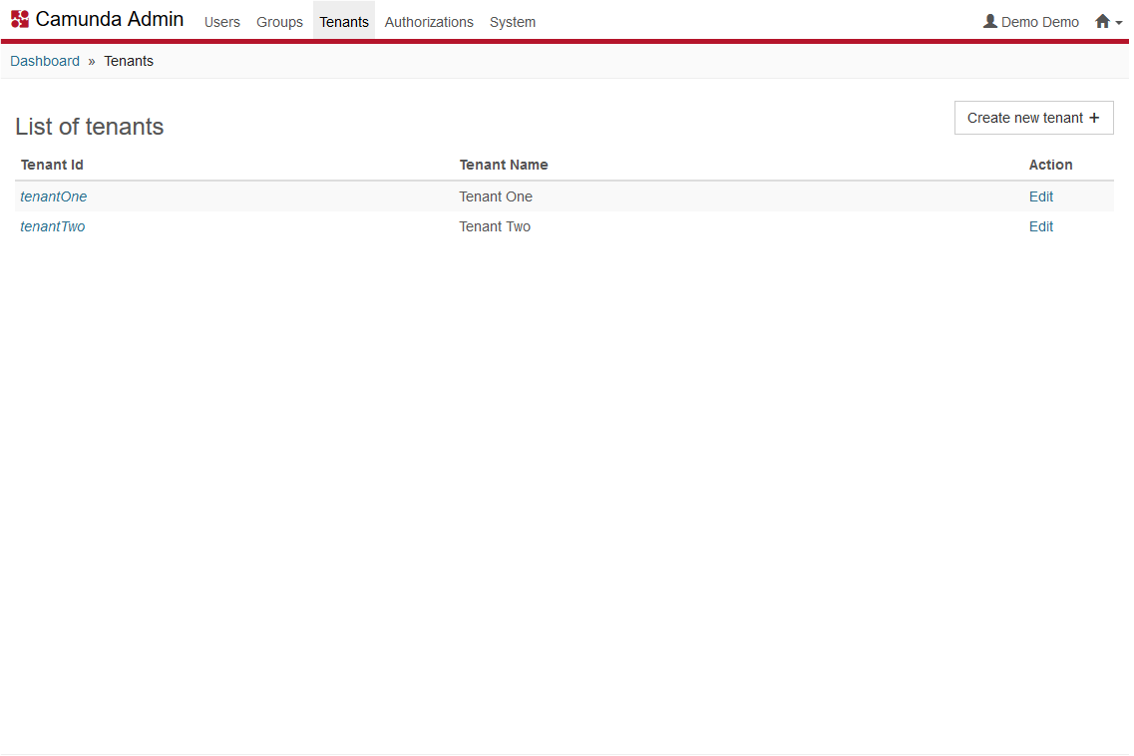 Camunda Admin Users Groups Tenants Authorizations System Demo Demo
Dashboard » Tenants
List of tenants
Create new tenant +
Tenant Id Tenant Name Action
tenantOne Tenant One Edit
tenantTwo Tenant Two Edit